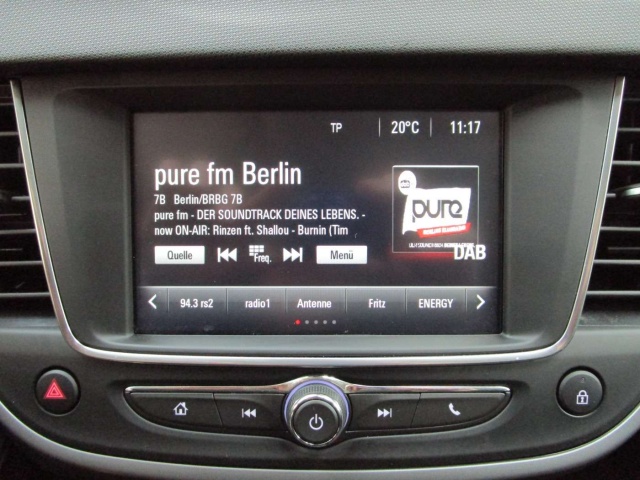 TP 20°C 11:17
pure fm Berlin
7B Berlin/BRBG 7B
pure fm - DER SOUNDTRACK DEINES LEBENS. -
now ON-AIR: Rinzen ft. Shallou - Burnin (Tim
pure
DAB
Quelle Freq. Menü
94.3 rs2 radio1 Antenne Fritz ENERGY